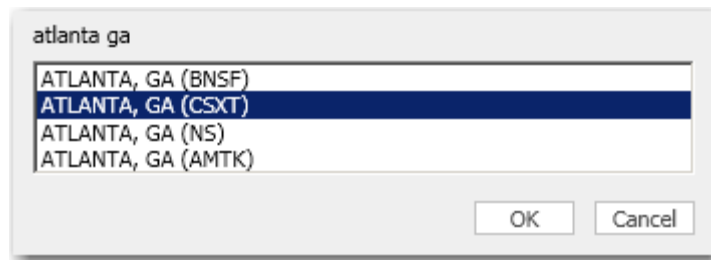 atlanta ga
ATLANTA, GA (BNSF)
ATLANTA, GA (CSXT)
ATLANTA, GA (NS)
ATLANTA, GA (AMTK)
OK Cancel